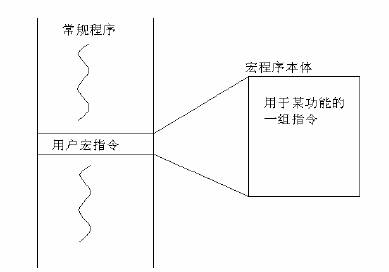 常规程序
宏程序本体
用于某功能的
一组指令
用户宏指令